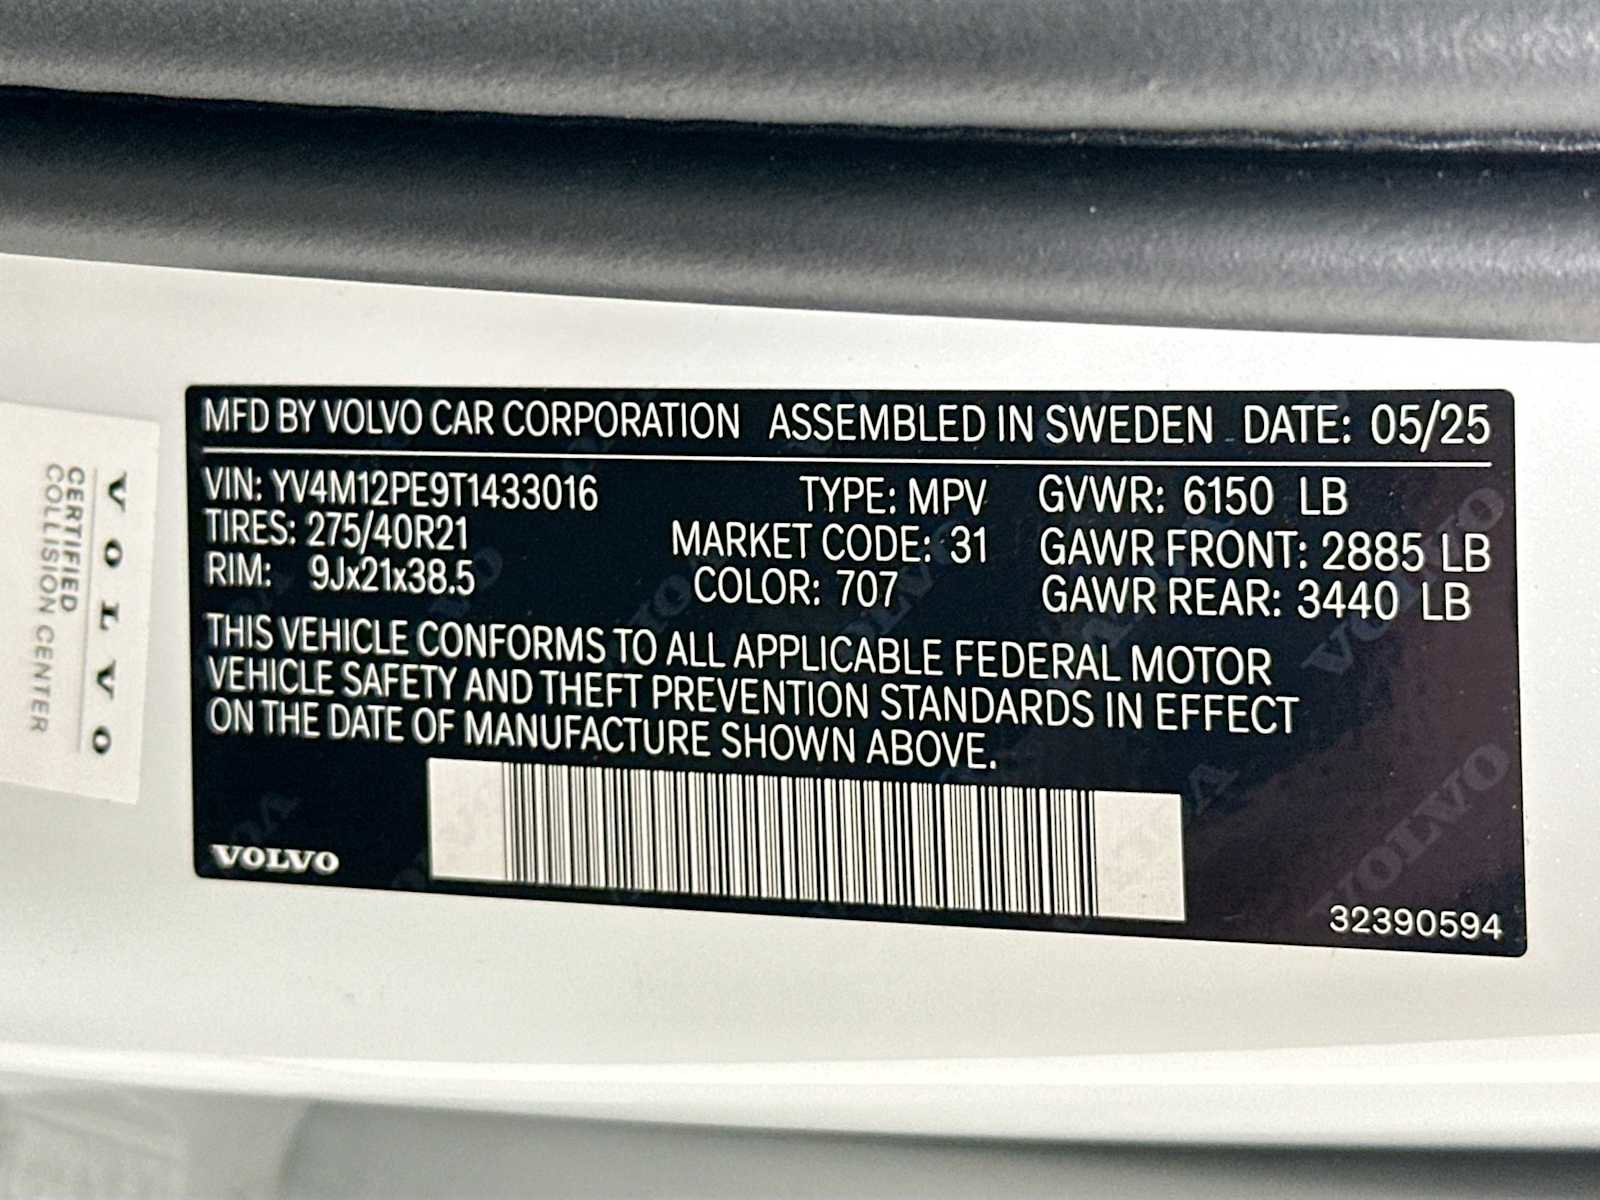 MFD BY VOLVO CAR CORPORATION ASSEMBLED IN SWEDEN DATE: 05/25
VIN: YV4M12PE9T1433016 TYPE: MPV GVWR: 6150 LB
TIRES: 275/40R21 MARKET CODE: 31 GAWR FRONT: 2885 LB
RIM: 9Jx21x38.5 COLOR: 707 GAWR REAR: 3440 LB
THIS VEHICLE CONFORMS TO ALL APPLICABLE FEDERAL MOTOR
VEHICLE SAFETY AND THEFT PREVENTION STANDARDS IN EFFECT
ON THE DATE OF MANUFACTURE SHOWN ABOVE.
VOLVO
32390594
VOLVO
CERTIFIED
COLLISION CENTER